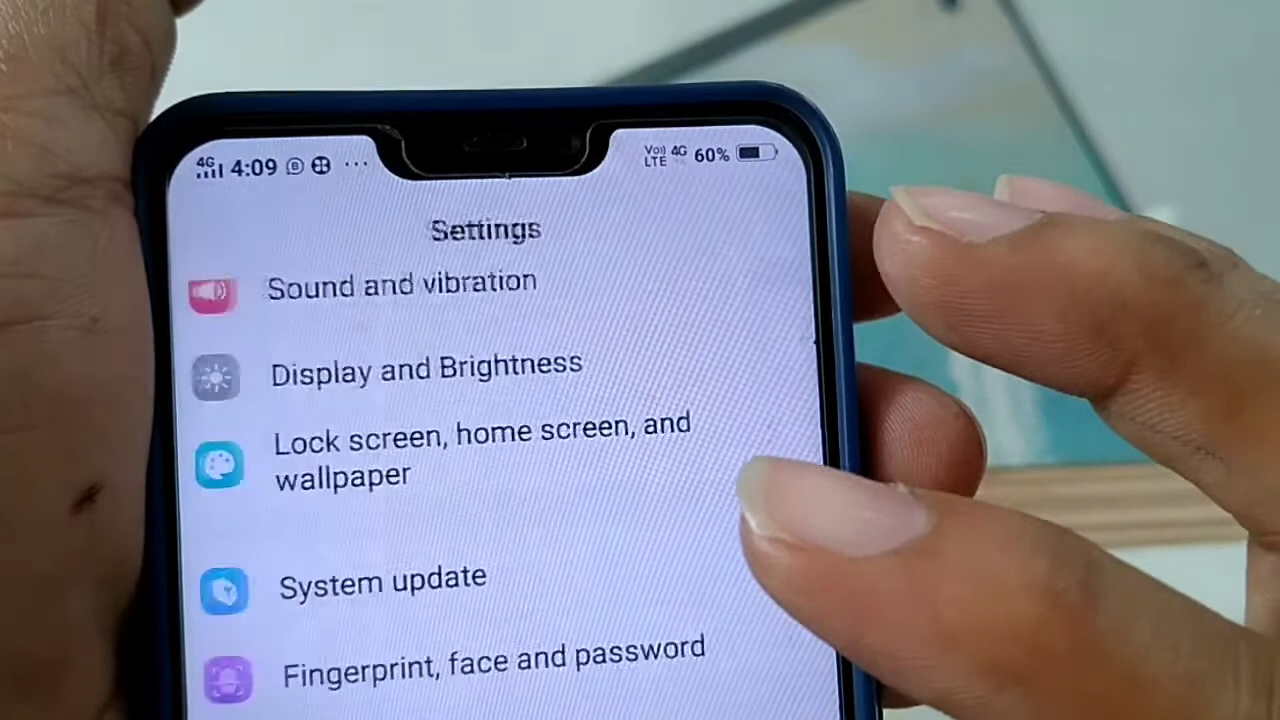 4G 4:09 ... Vo)) LTE 4G 60%
Settings
Sound and vibration
Display and Brightness
Lock screen, home screen, and
wallpaper
System update
Fingerprint, face and password